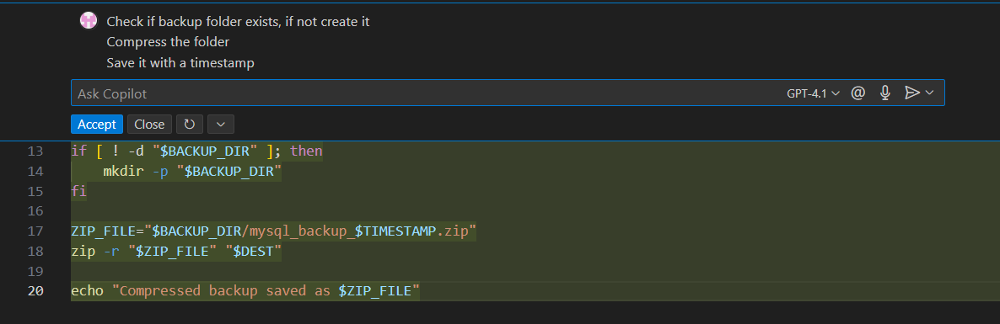 Check if backup folder exists, if not create it
Compress the folder
Save it with a timestamp
Ask Copilot GPT-4.1 @
Accept Close
13 if [ ! -d "$BACKUP_DIR" ]; then
14     mkdir -p "$BACKUP_DIR"
15 fi
16
17 ZIP_FILE="$BACKUP_DIR/mysql_backup_$TIMESTAMP.zip"
18 zip -r "$ZIP_FILE" "$DEST"
19
20 echo "Compressed backup saved as $ZIP_FILE"